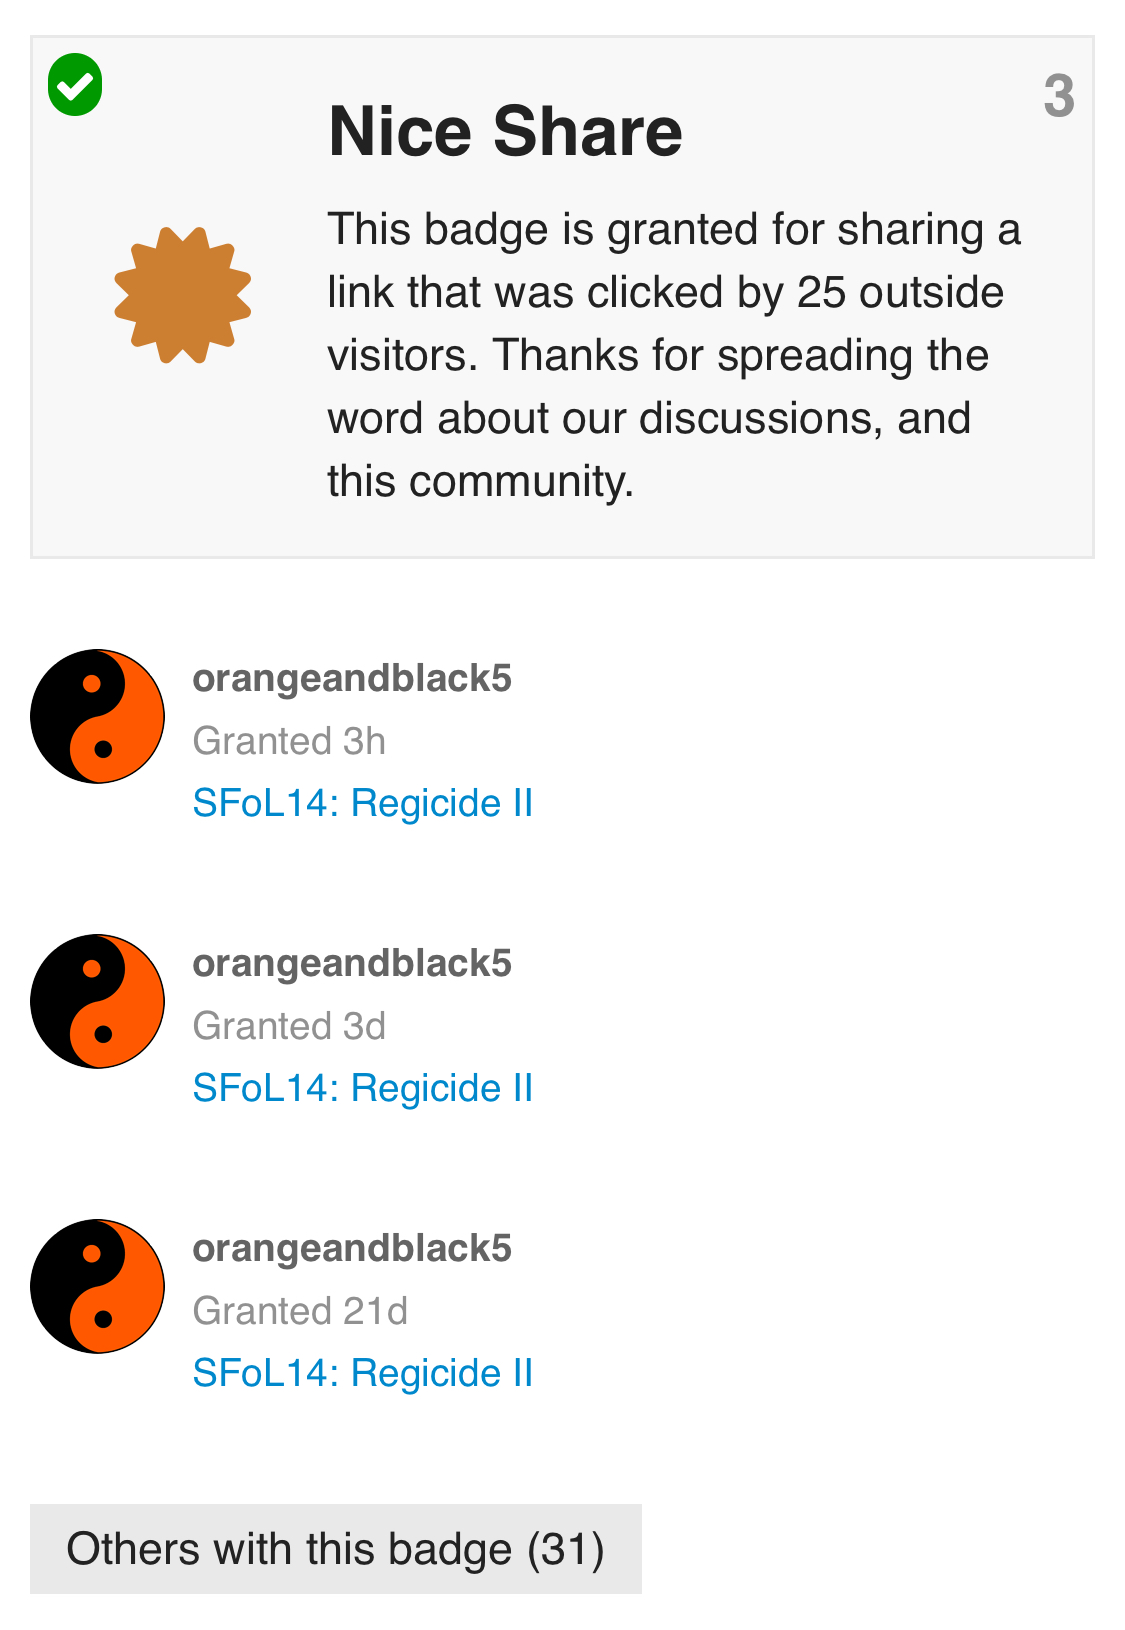 3
Nice Share
This badge is granted for sharing a
link that was clicked by 25 outside
visitors. Thanks for spreading the
word about our discussions, and
this community.
orangeandblack5
Granted 3h
SFoL14: Regicide II
orangeandblack5
Granted 3d
SFoL14: Regicide II
orangeandblack5
Granted 21d
SFoL14: Regicide II
Others with this badge (31)